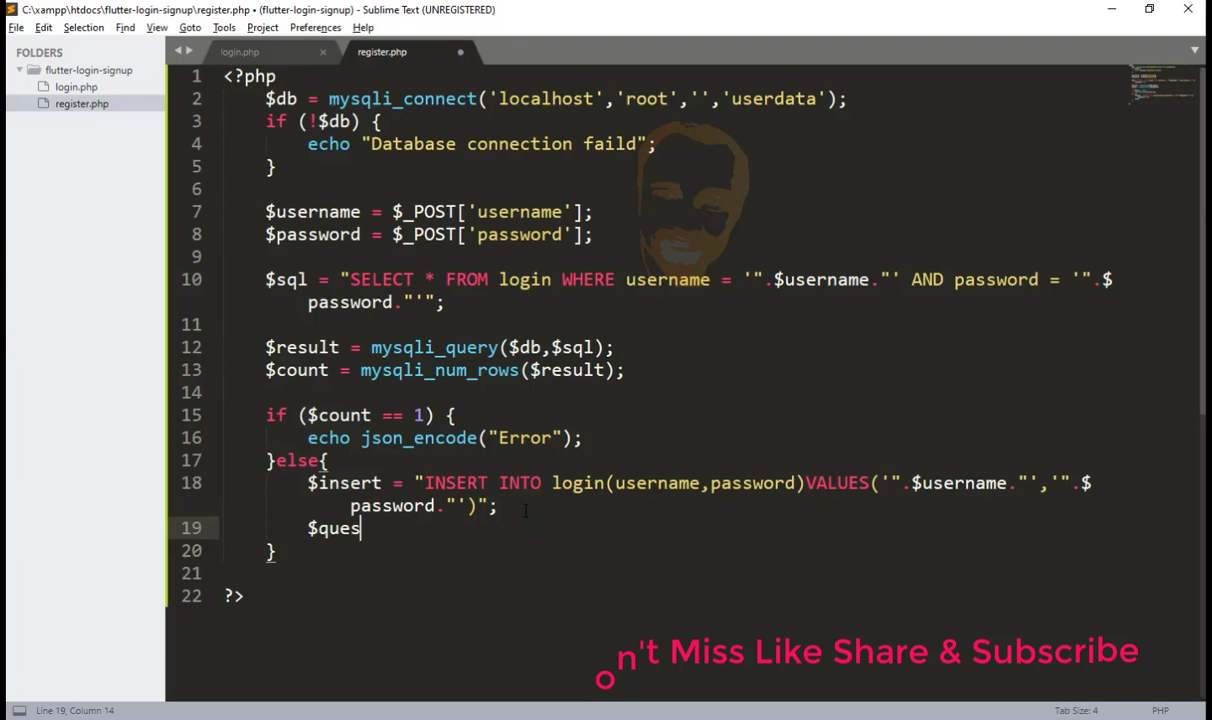 C:\xampp\htdocs\flutter-login-signup\register.php • (flutter-login-signup) - Sublime Text (UNREGISTERED)
File Edit Selection Find View Goto Tools Project Preferences Help
FOLDERS
flutter-login-signup
login.php
register.php
login.php register.php
1 <?php
2 $db = mysqli_connect('localhost','root','','userdata');
3 if (!$db) {
4 echo "Database connection faild";
5 }
6
7 $username = $_POST['username'];
8 $password = $_POST['password'];
9
10 $sql = "SELECT * FROM login WHERE username = '".$username."' AND password = '".$
password."'";
11
12 $result = mysqli_query($db,$sql);
13 $count = mysqli_num_rows($result);
14
15 if ($count == 1) {
16 echo json_encode("Error");
17 }else{
18 $insert = "INSERT INTO login(username,password)VALUES('".$username."','".$
password."')";
19 $ques
20 }
21
22 ?>
on't Miss Like Share & Subscribe
Line 19, Column 14 Tab Size: 4 PHP